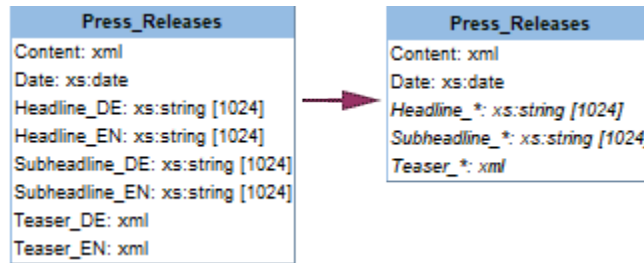 Press_Releases
Content: xml
Date: xs:date
Headline_DE: xs:string [1024]
Headline_EN: xs:string [1024]
Subheadline_DE: xs:string [1024]
Subheadline_EN: xs:string [1024]
Teaser_DE: xml
Teaser_EN: xml
Press_Releases
Content: xml
Date: xs:date
Headline_*: xs:string [1024]
Subheadline_*: xs:string [1024
Teaser_*: xml